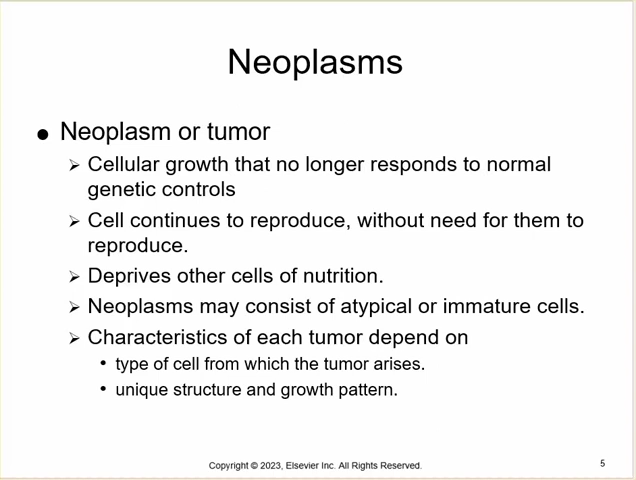 Neoplasms
● Neoplasm or tumor
➢ Cellular growth that no longer responds to normal
genetic controls
➢ Cell continues to reproduce, without need for them to
reproduce.
➢ Deprives other cells of nutrition.
➢ Neoplasms may consist of atypical or immature cells.
➢ Characteristics of each tumor depend on
• type of cell from which the tumor arises.
• unique structure and growth pattern.
Copyright © 2023, Elsevier Inc. All Rights Reserved.
5